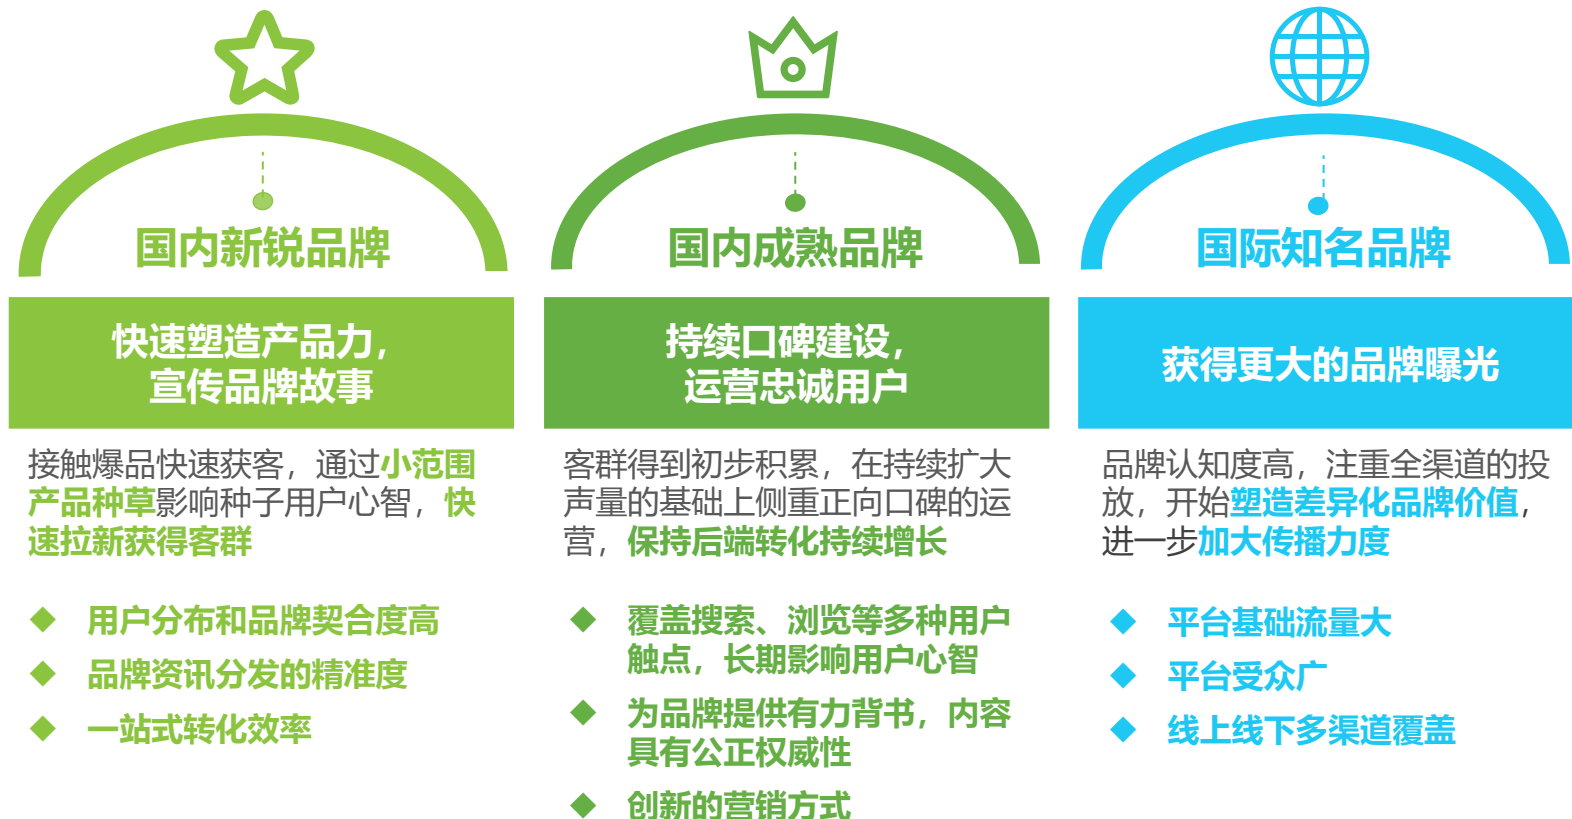 国内新锐品牌
快速塑造产品力，
宣传品牌故事
接触爆品快速获客，通过小范围
产品种草影响种子用户心智，快
速拉新获得客群
◆ 用户分布和品牌契合度高
◆ 品牌资讯分发的精准度
◆ 一站式转化效率
国内成熟品牌
持续口碑建设，
运营忠诚用户
客群得到初步积累，在持续扩大
声量的基础上侧重正向口碑的运
营，保持后端转化持续增长
◆ 覆盖搜索、浏览等多种用户
触点，长期影响用户心智
◆ 为品牌提供有力背书，内容
具有公正权威性
◆ 创新的营销方式
国际知名品牌
获得更大的品牌曝光
品牌认知度高，注重全渠道的投
放，开始塑造差异化品牌价值，
进一步加大传播力度
◆ 平台基础流量大
◆ 平台受众广
◆ 线上线下多渠道覆盖